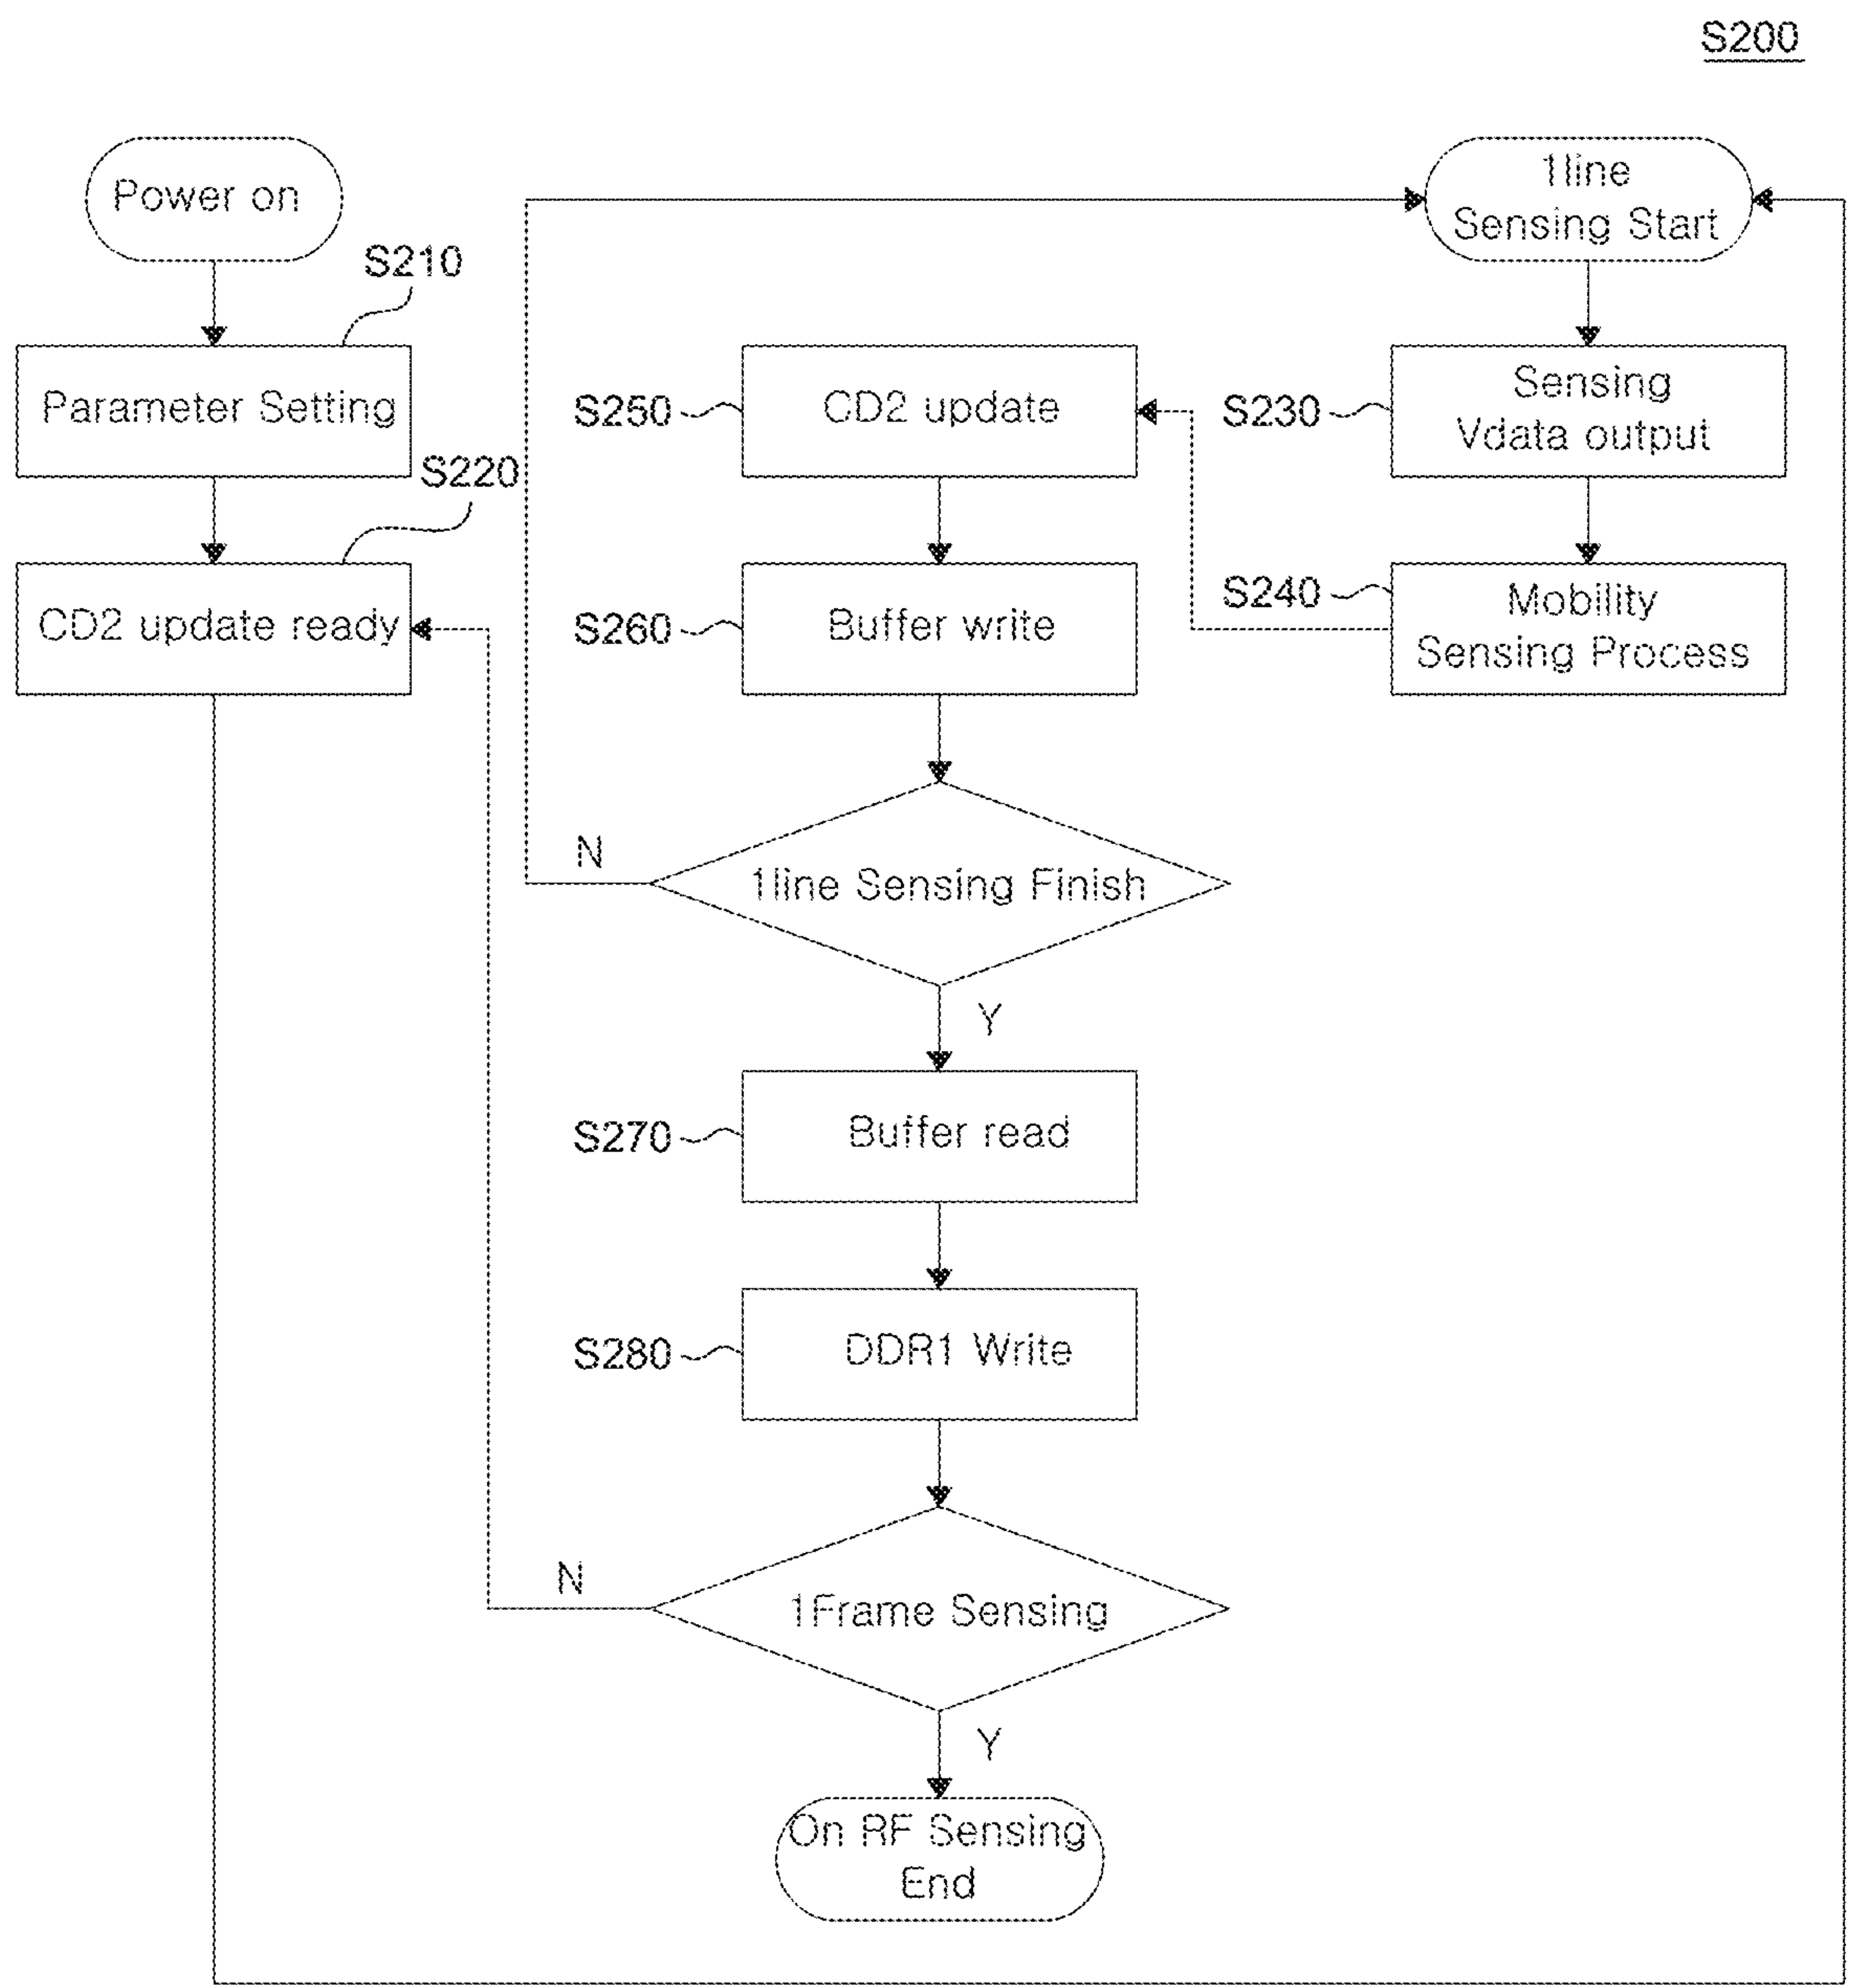 S200
Power on
S210
Parameter Setting
S220
CD2 update ready
1line
Sensing Start
S230
Sensing
Vdata output
S240
Mobility
Sensing Process
S250
CD2 update
S260
Buffer write
1line Sensing Finish
N
Y
S270
Buffer read
S280
DDR1 Write
1Frame Sensing
N
Y
On RF Sensing
End